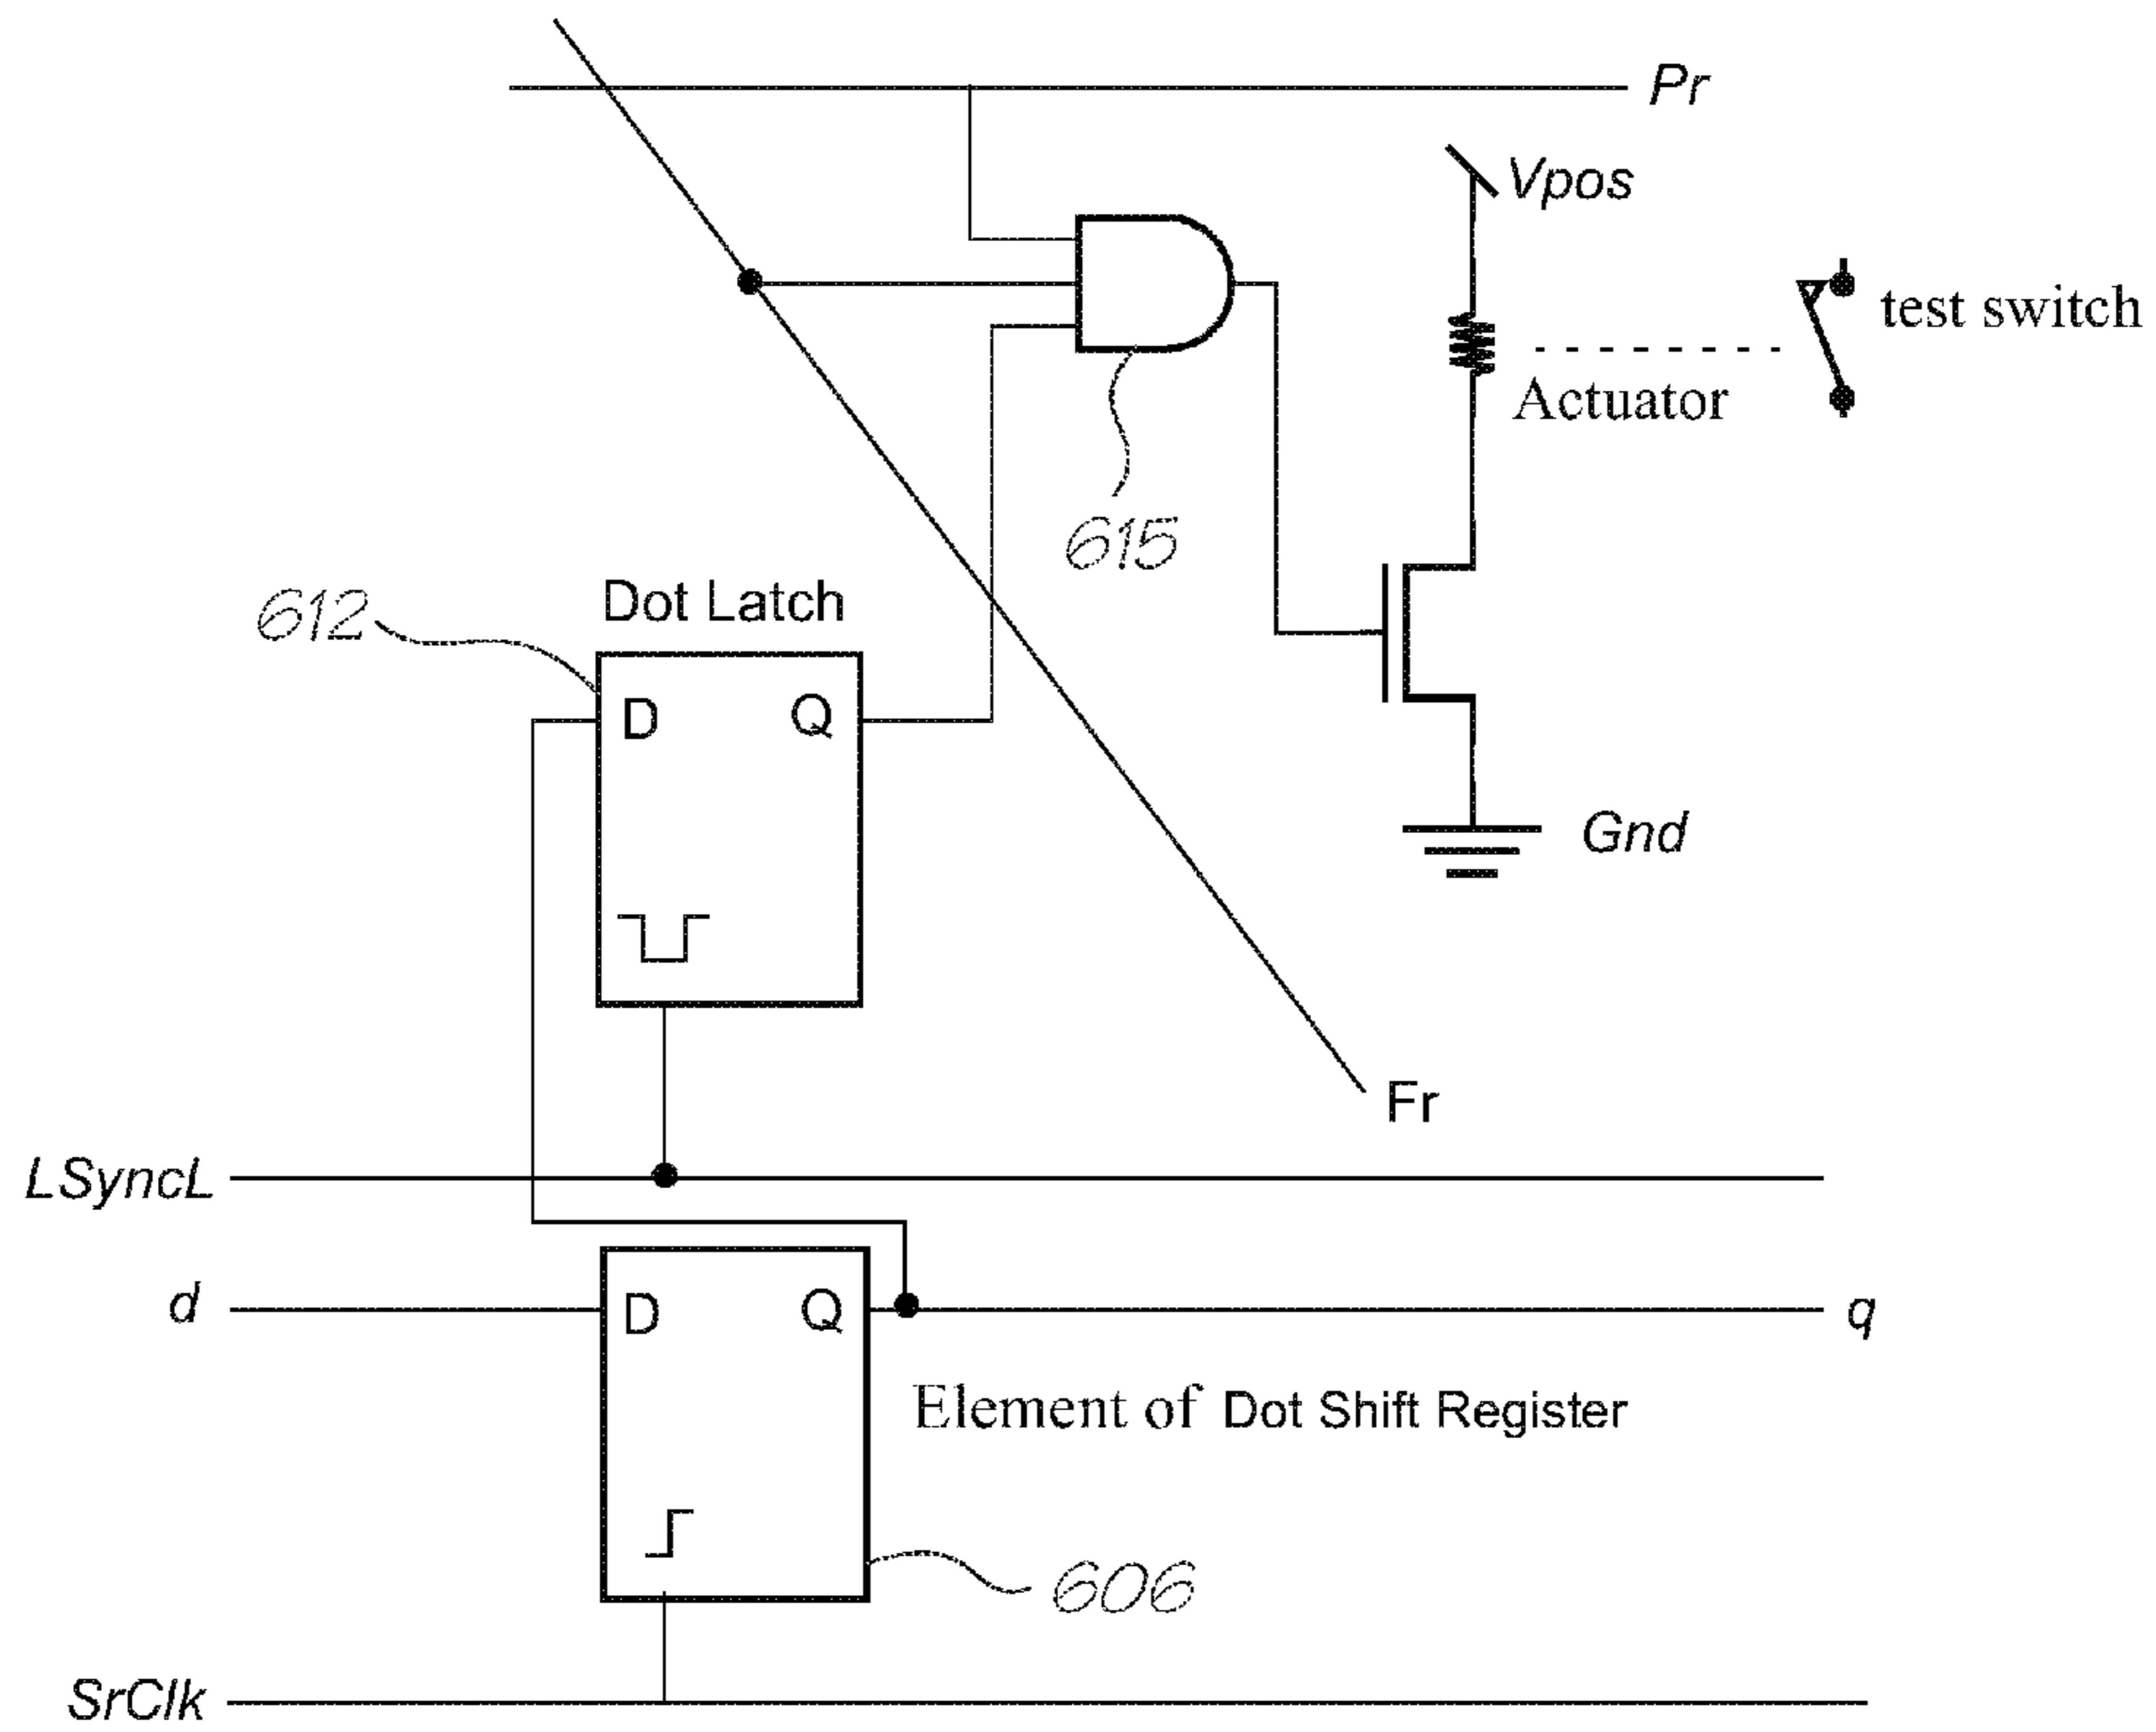 Pr
Vpos
test switch
Actuator
615
612
Dot Latch
D Q
Gnd
Fr
LSyncL
d
D Q
q
Element of Dot Shift Register
606
SrClk